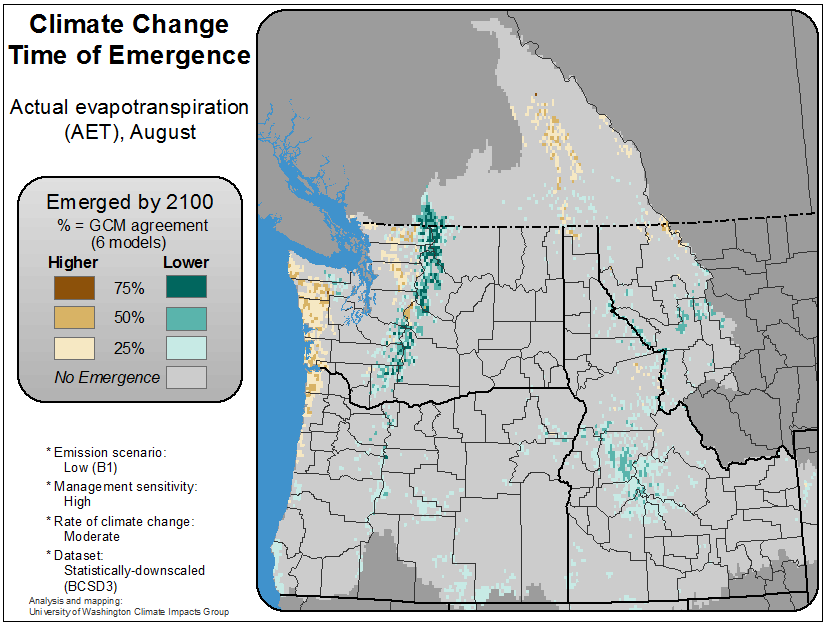 Climate Change
Time of Emergence
Actual evapotranspiration
(AET), August
Emerged by 2100
% = GCM agreement
(6 models)
Higher Lower
75%
50%
25%
No Emergence
* Emission scenario:
Low (B1)
* Management sensitivity:
High
* Rate of climate change:
Moderate
* Dataset:
Statistically-downscaled
(BCSD3)
Analysis and mapping:
University of Washington Climate Impacts Group